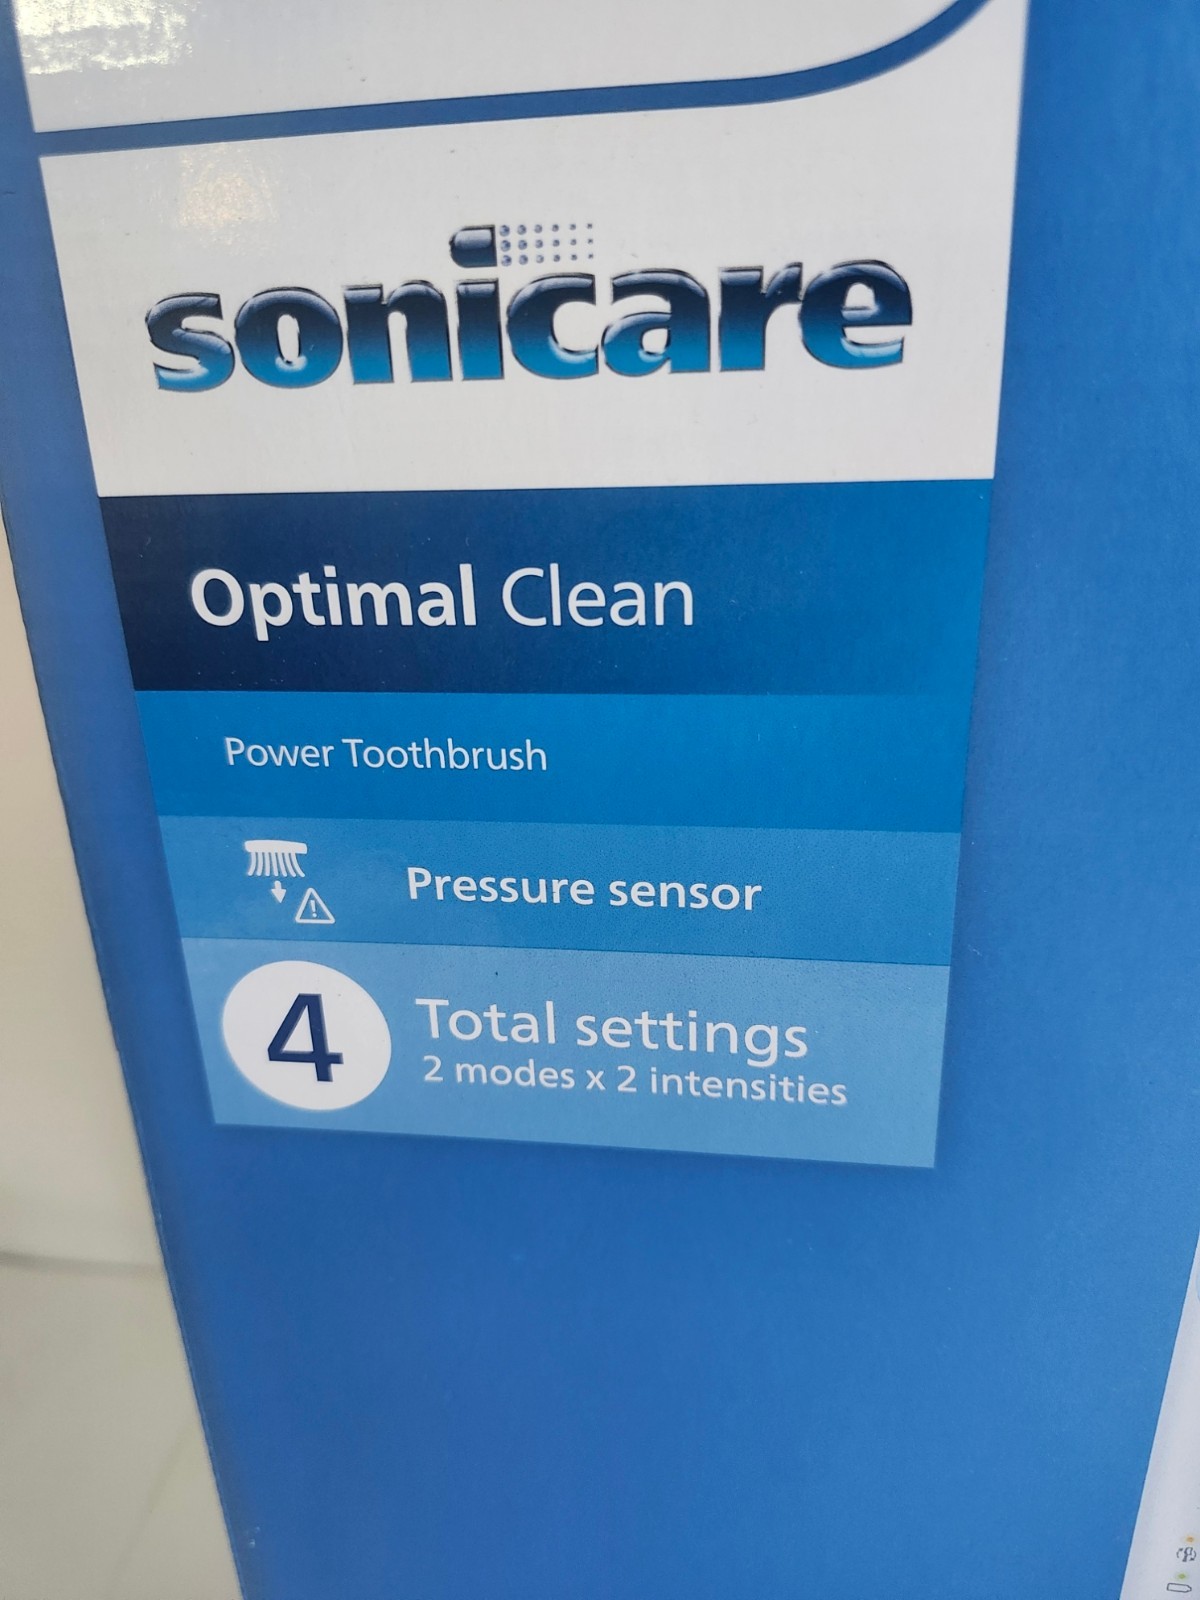 sonicare
Optimal Clean
Power Toothbrush
Pressure sensor
4
Total settings
2 modes x 2 intensities